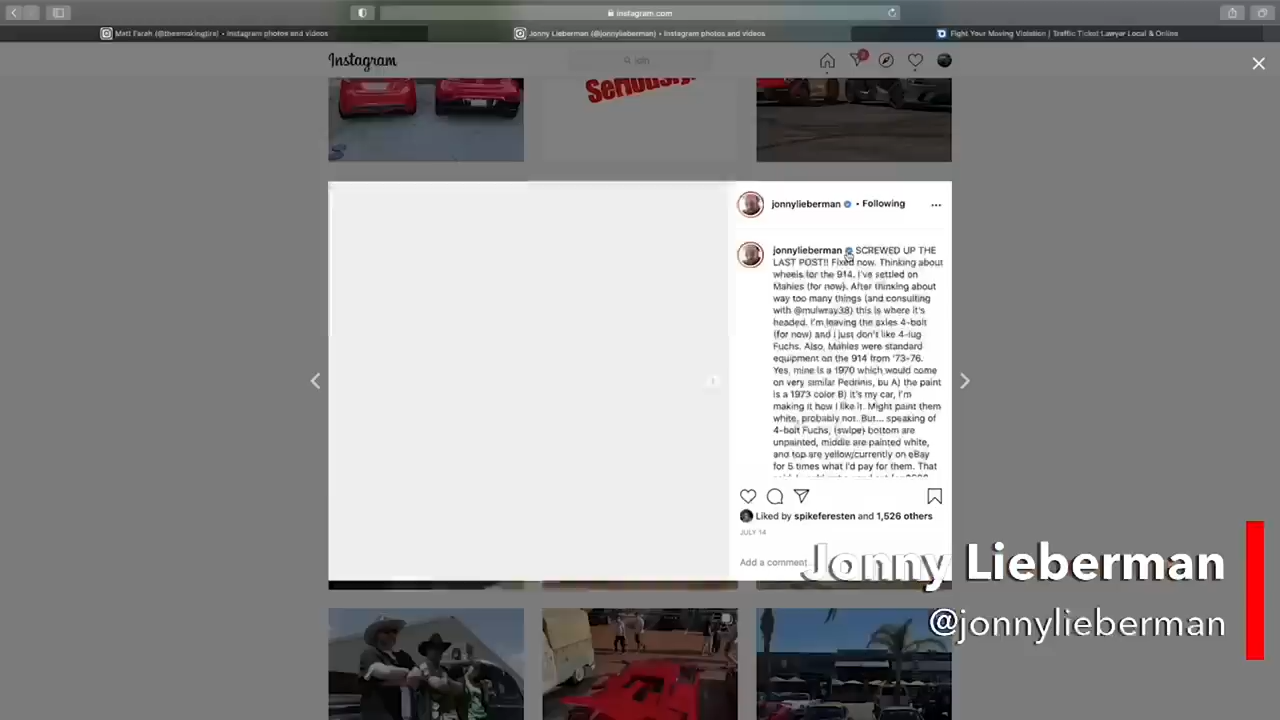 instagram.com
Matt Farah (@thesmokingtire) • Instagram photos and videos
Jonny Lieberman (@jonnylieberman) • Instagram photos and videos
Fight Your Moving Violation | Traffic Ticket Lawyer Local & Online
Instagram
join
Seriously.
jonnylieberman • Following
jonnylieberman SCREWED UP THE
LAST POST!! Fixed now. Thinking about
wheels for the 914. I've settled on
Mahles (for now). After thinking about
way too many things (and consulting
with @mulwray38) this is where it's
headed. I'm leaving the axles 4-bolt
(for now) and i just don't like 4-lug
Fuchs. Also, Mahles were standard
equipment on the 914 from '73-76.
Yes, mine is a 1970 which would come
on very similar Pedrinis, bu A) the paint
is a 1973 color B) it's my car, I'm
making it how I like it. Might paint them
white, probably not. But... speaking of
4-bolt Fuchs, (swipe) bottom are
unpainted, middle are painted white,
and top are yellow/currently on eBay
for 5 times what I'd pay for them. That
Liked by spikeferesten and 1,526 others
JULY 14
Add a comment...
Jonny Lieberman
@jonnylieberman